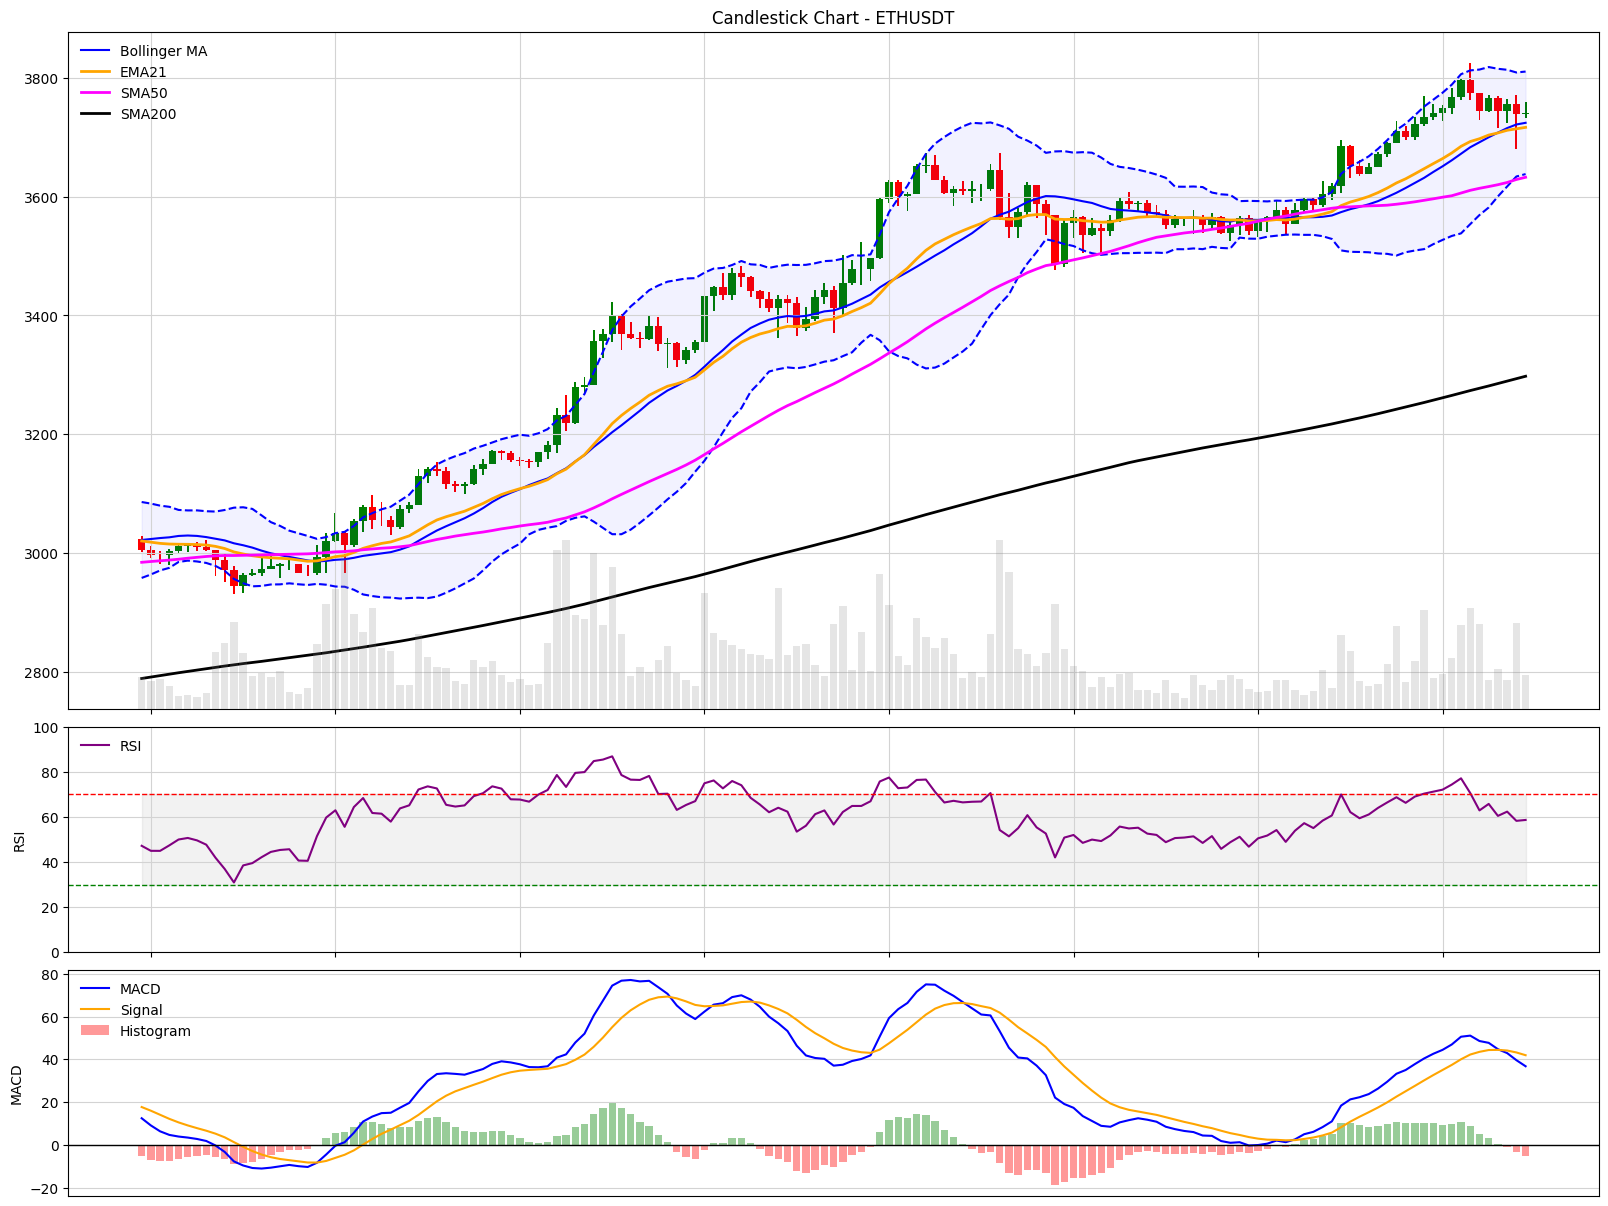 Candlestick Chart - ETHUSDT
Bollinger MA
EMA21
SMA50
SMA200
3800
3600
3400
3200
3000
2800
RSI
100
80
60
40
20
0
RSI
MACD
Signal
Histogram
80
60
40
20
0
−20
MACD